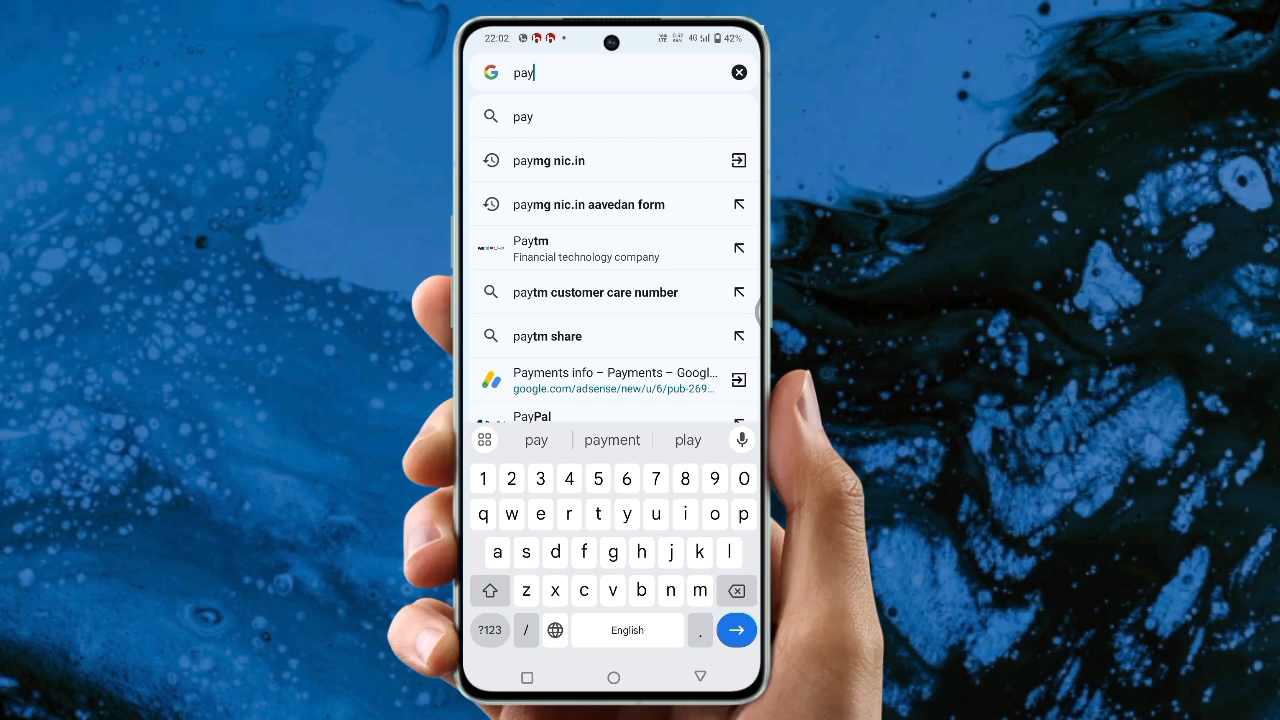 22:02 42%
4G
pay
pay
paymg nic.in
paymg nic.in aavedan form
Paytm
Financial technology company
paytm customer care number
paytm share
Payments info – Payments – Googl...
google.com/adsense/new/u/6/pub-269...
PayPal
pay payment play
1 2 3 4 5 6 7 8 9 0
q w e r t y u i o p
a s d f g h j k l
z x c v b n m
?123 / English .